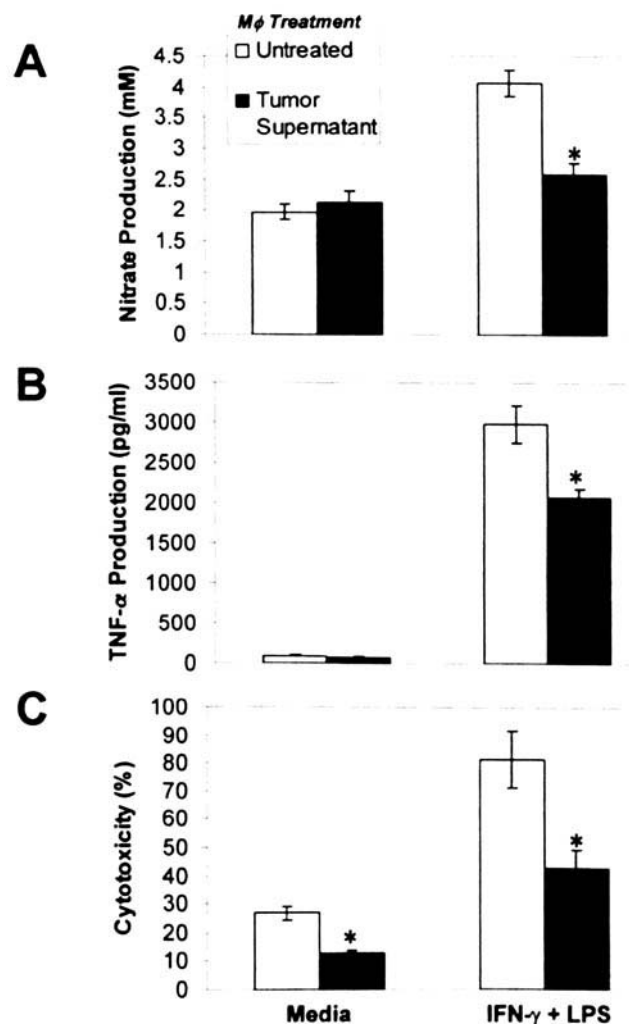 Mϕ Treatment
Untreated
Tumor
Supernatant
A
Nitrate Production (mM)
4.5
4
3.5
3
2.5
2
1.5
1
0.5
0
*
B
TNF-α Production (pg/ml)
3500
3000
2500
2000
1500
1000
500
0
*
C
Cytotoxicity (%)
100
90
80
70
60
50
40
30
20
10
0
*
*
Media
IFN-γ + LPS